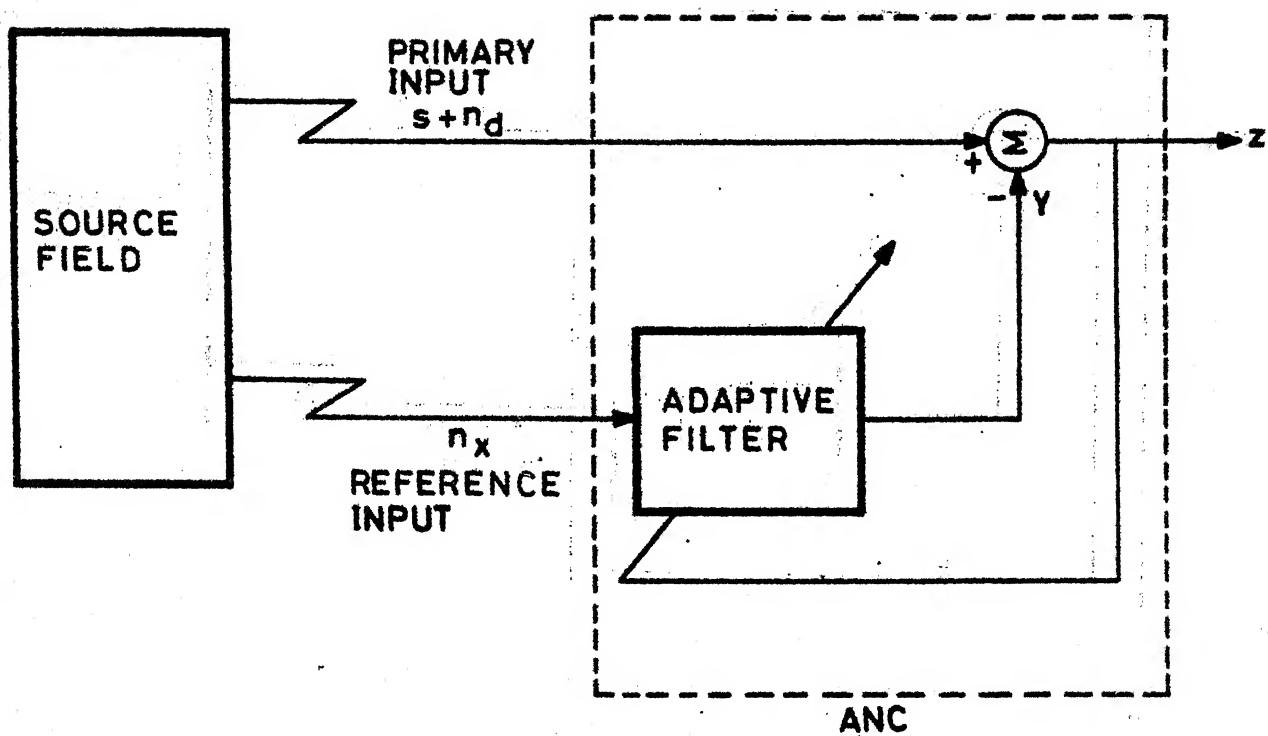 PRIMARY
INPUT
s + n_d
SOURCE
FIELD
+
Σ
z
-
Y
ADAPTIVE
FILTER
n_x
REFERENCE
INPUT
ANC